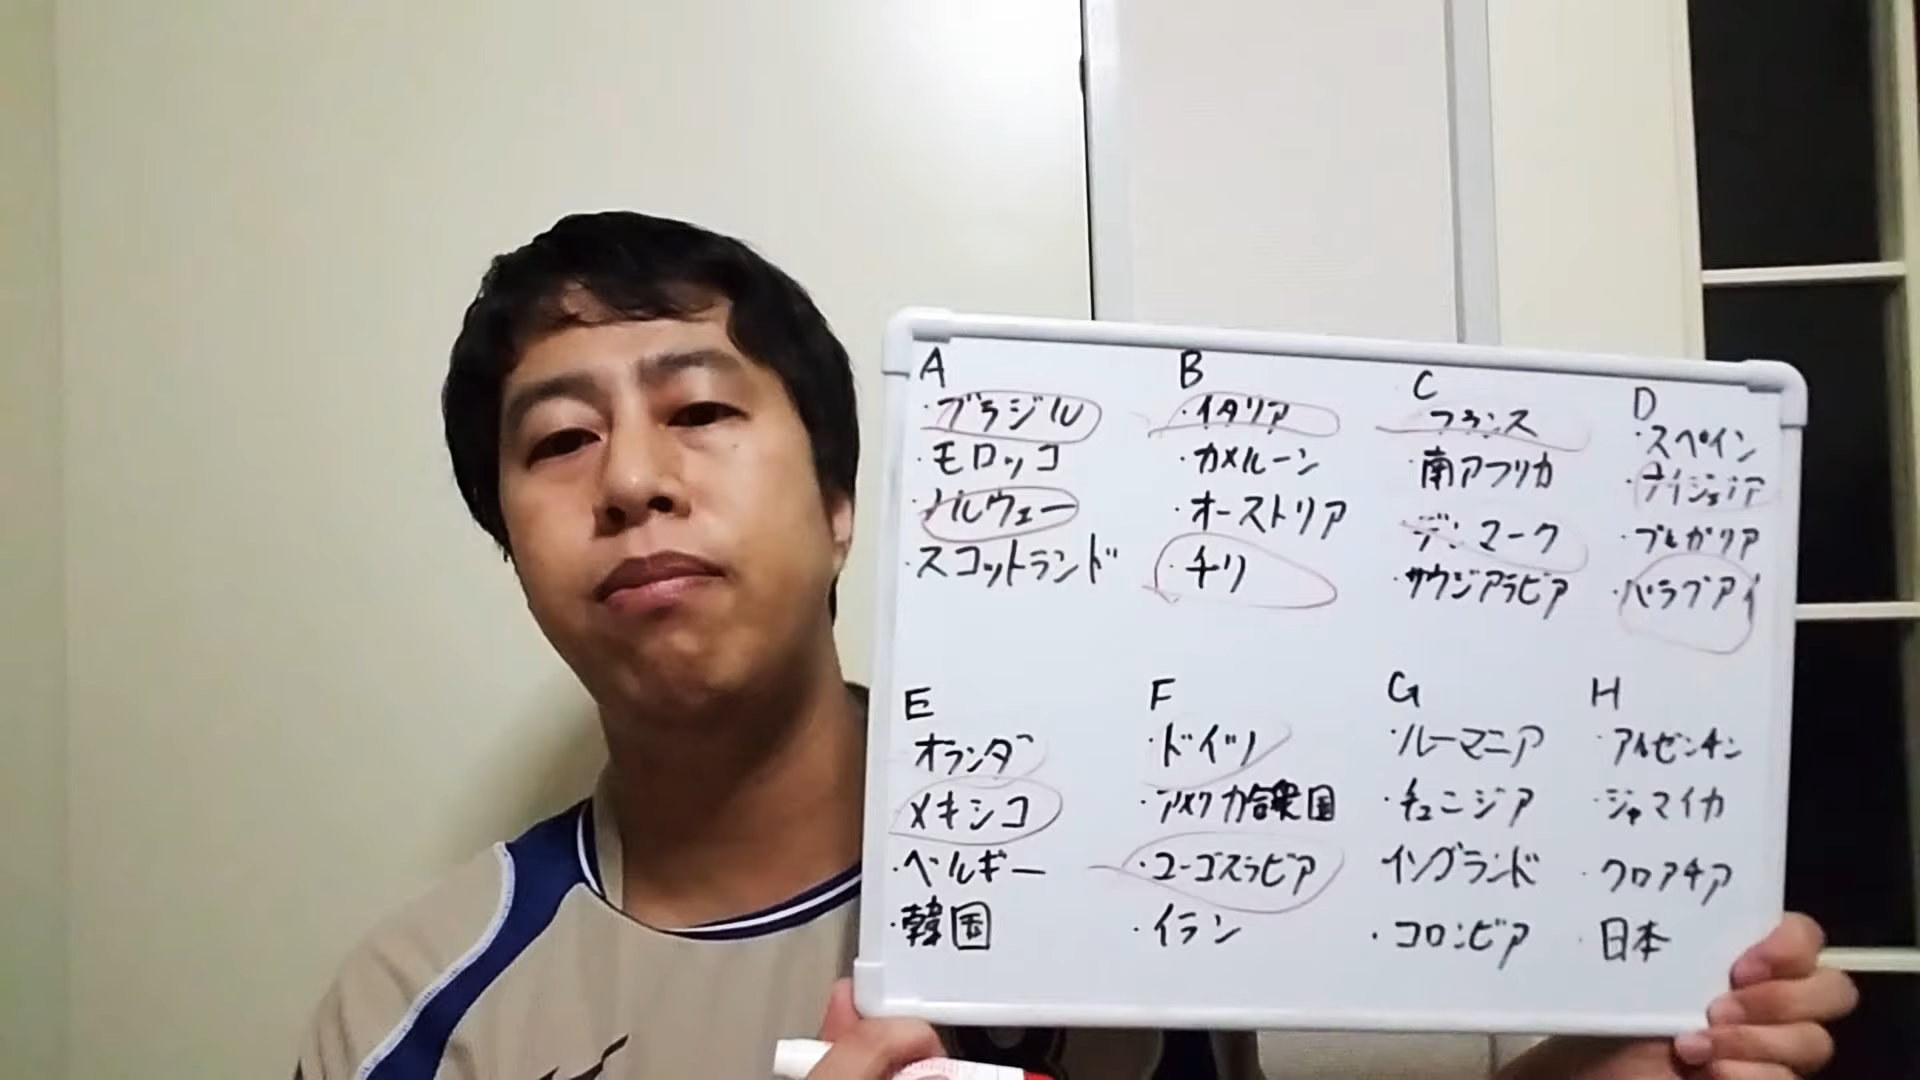 A
・ブラジル
・モロッコ
・ノルウェー
・スコットランド
B
・イタリア
・カメルーン
・オーストリア
・チリ
C
・フランス
・南アフリカ
・デンマーク
・サウジアラビア
D
・スペイン
・ナイジェリア
・ブルガリア
・パラグアイ
E
オランダ
メキシコ
・ベルギー
・韓国
F
・ドイツ
・アメリカ合衆国
・ユーゴスラビア
・イラン
G
・ルーマニア
・チュニジア
イングランド
・コロンビア
H
・アルゼンチン
・ジャマイカ
・クロアチア
・日本